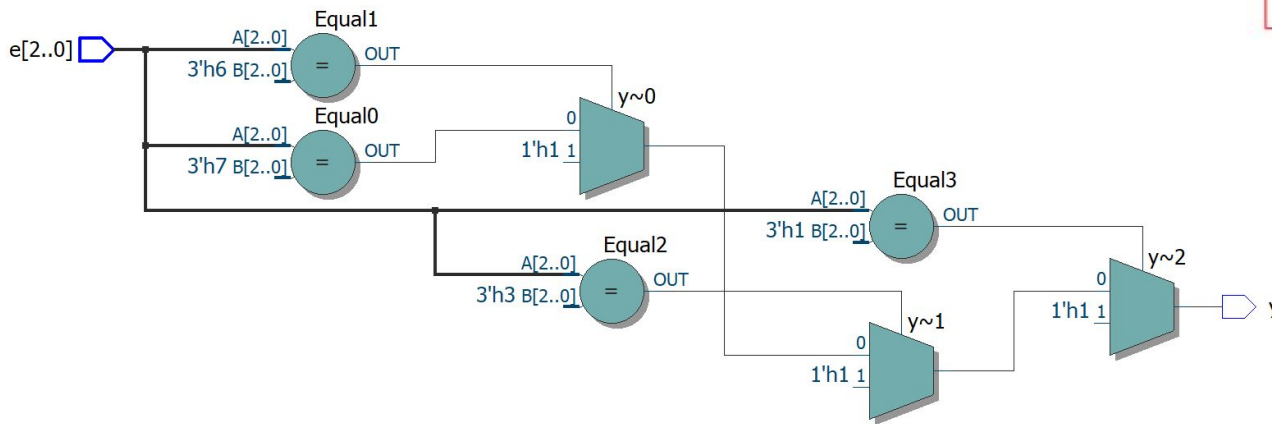 Equal1
e[2..0]
A[2..0]
OUT
3'h6 B[2..0]
=
y~0
Equal0
A[2..0]
0
OUT
3'h7 B[2..0]
=
1'h1 1
Equal3
A[2..0]
OUT
3'h1 B[2..0]
=
Equal2
A[2..0]
y~2
0
OUT
3'h3 B[2..0]
=
1'h1 1
y~1
0
1'h1 1